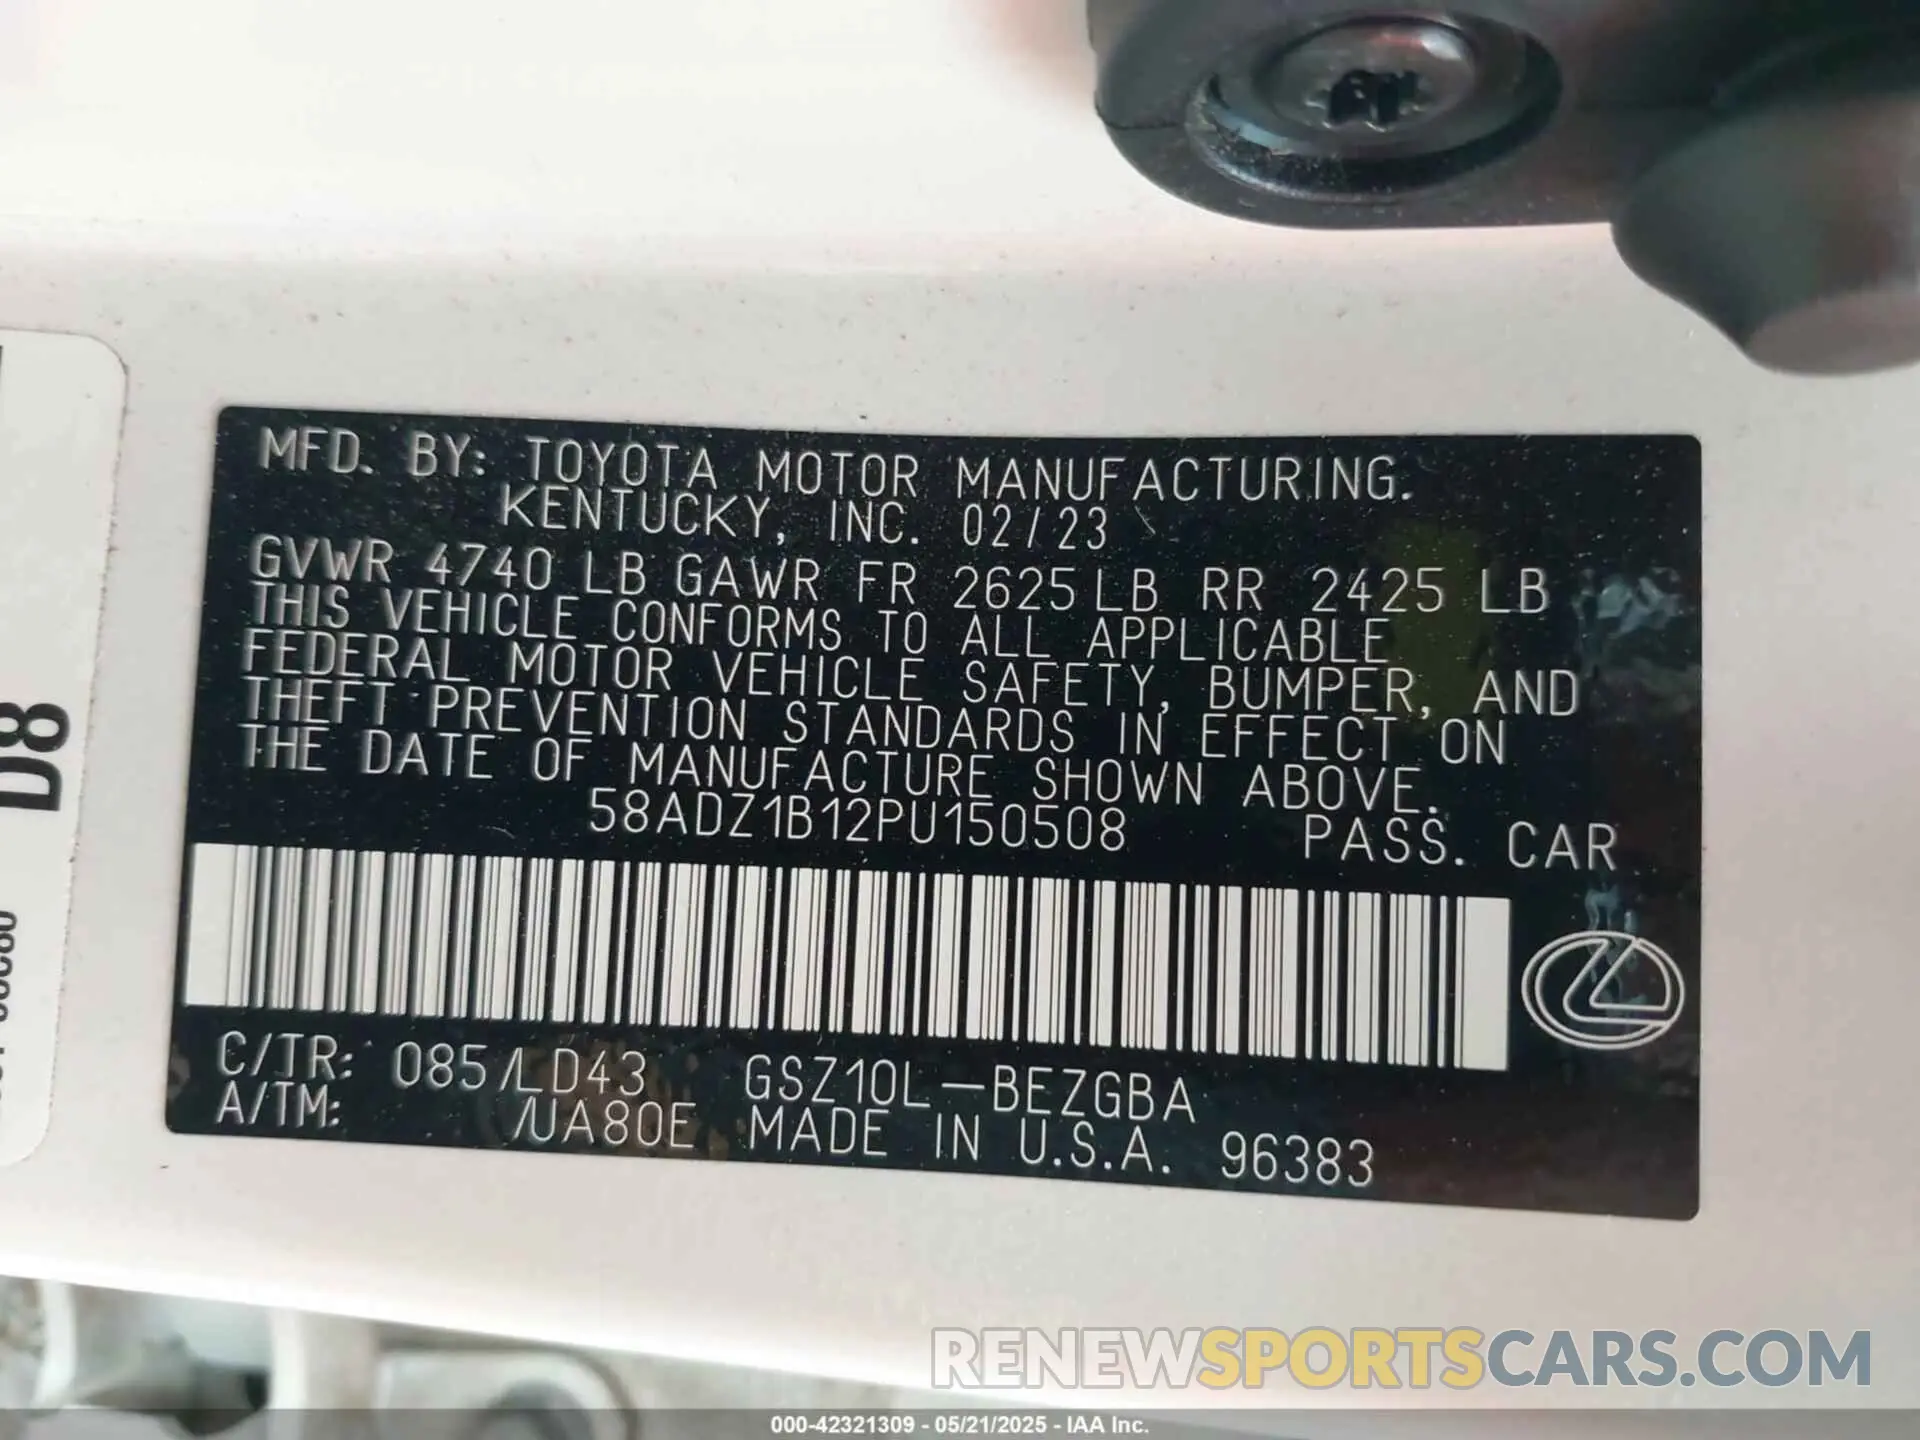 MFD. BY: TOYOTA MOTOR MANUFACTURING.
KENTUCKY, INC. 02/23
GVWR 4740 LB GAWR FR 2625 LB RR 2425 LB
THIS VEHICLE CONFORMS TO ALL APPLICABLE
FEDERAL MOTOR VEHICLE SAFETY, BUMPER, AND
THEFT PREVENTION STANDARDS IN EFFECT ON
THE DATE OF MANUFACTURE SHOWN ABOVE.
58ADZ1B12PU150508 PASS. CAR
C/TR: 085/LD43 GSZ10L-BEZGBA
A/TM: /UA80E MADE IN U.S.A. 96383
D8
RENEWSPORTSCARS.COM
000-42321309 - 05/21/2025 - IAA Inc.